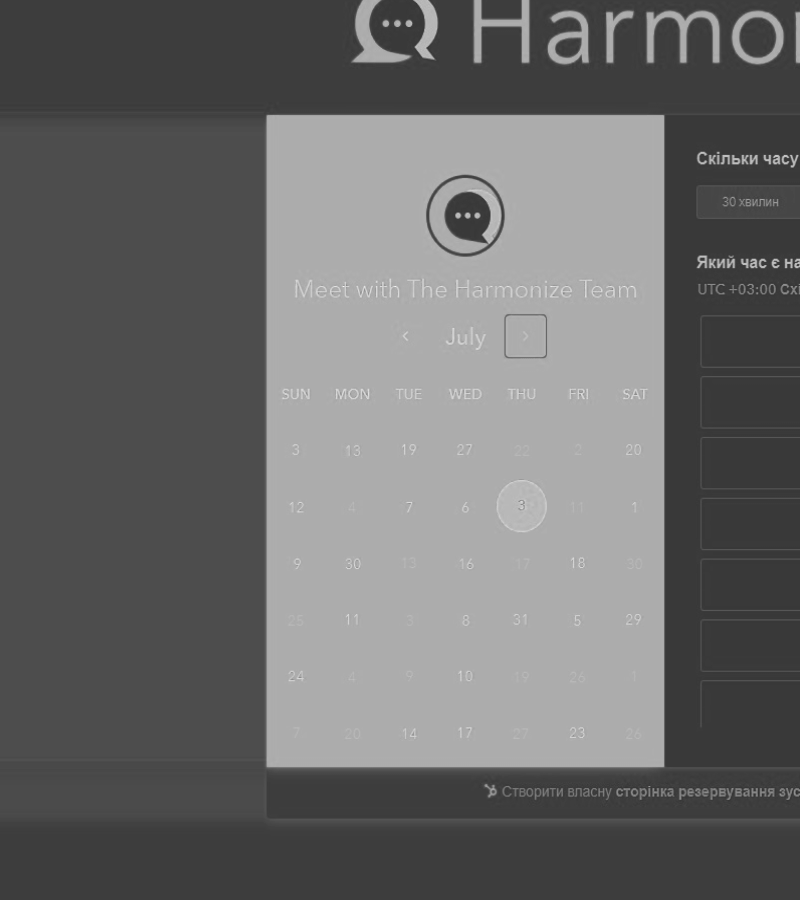 Harmo
Meet with The Harmonize Team
July
SUN MON TUE WED THU FRI SAT
3 13 19 27 22 2 20
12 4 7 6 3 11 1
9 30 13 16 17 18 30
25 11 3 8 31 5 29
24 4 9 10 19 26 1
7 20 14 17 27 23 26
Скільки часу
30 хвилин
Який час є на
UTC +03:00 Схі
Створити власну сторінка резервування зус